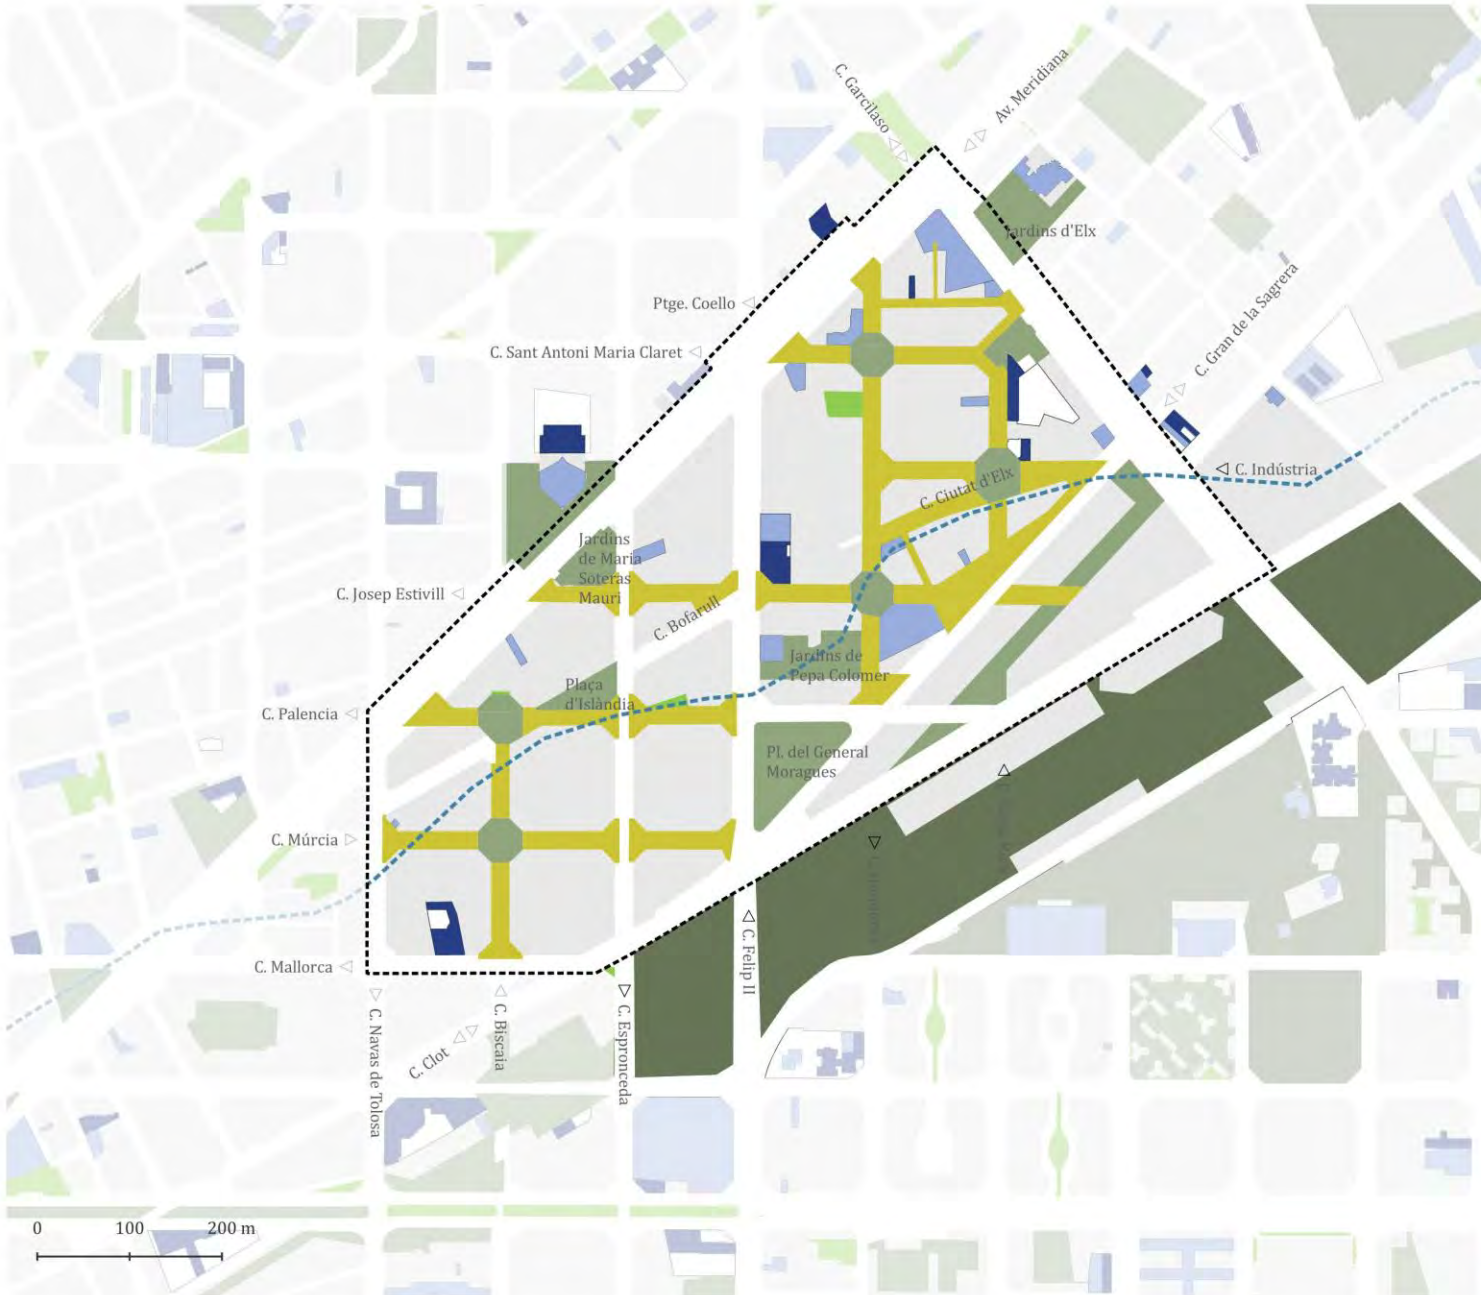 C. Garcilaso
Av. Meridiana
Jardins d'Elx
C. Gran de la Sagrera
Ptge. Coello
C. Sant Antoni Maria Claret
C. Indústria
C. Ciutat d'Elx
Jardins
de Maria
Soteras
Mauri
C. Josep Estivill
C. Bofarull
Jardins de
Pepa Colomer
Plaça
d'Islàndia
C. Palencia
Pl. del General
Moragues
C. Múrcia
C. Mallorca
C. Felip II
C. Navas de Tolosa
C. Clot
C. Biscaia
C. Espronceda
0 100 200 m